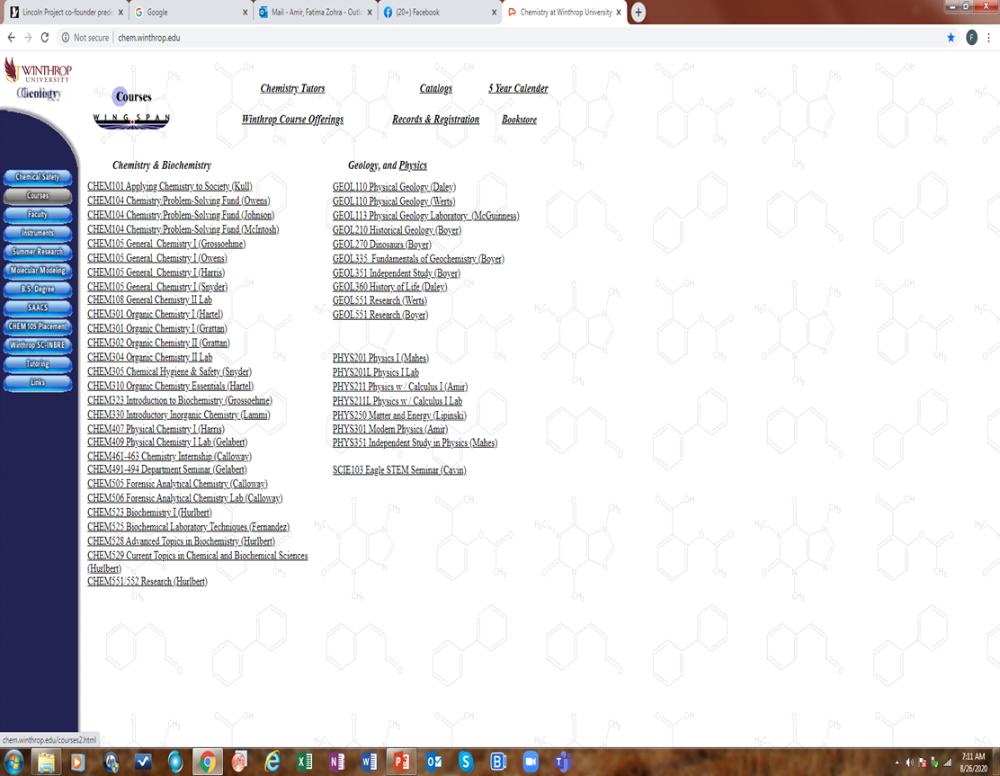 Lincoln Project co-founder predi
Google
Mail - Amir, Fatima Zohra - Outlo
(20+) Facebook
Chemistry at Winthrop University
Not secure | chem.winthrop.edu
F
WINTHROP
UNIVERSITY
Courses
WINGSPAN
Chemistry Tutors
Catalogs
5 Year Calender
Winthrop Course Offerings
Records & Registration
Bookstore
Chemical Safety
Courses
Faculty
Instruments
Summer Research
Molecular Modeling
B.S. Degree
SAACS
CHEM105 Placement
Winthrop SC-INBRE
Tutoring
Links
Chemistry & Biochemistry
CHEM101 Applying Chemistry to Society (Kull)
CHEM104 Chemistry/Problem-Solving Fund (Owens)
CHEM104 Chemistry/Problem-Solving Fund (Johnson)
CHEM104 Chemistry/Problem-Solving Fund (McIntosh)
CHEM105 General Chemistry I (Grossoehme)
CHEM105 General Chemistry I (Owens)
CHEM105 General Chemistry I (Harris)
CHEM105 General Chemistry I (Snyder)
CHEM108 General Chemistry II Lab
CHEM301 Organic Chemistry I (Hartel)
CHEM301 Organic Chemistry I (Grattan)
CHEM302 Organic Chemistry II (Grattan)
CHEM304 Organic Chemistry II Lab
CHEM305 Chemical Hygiene & Safety (Snyder)
CHEM310 Organic Chemistry Essentials (Hartel)
CHEM323 Introduction to Biochemistry (Grossoehme)
CHEM330 Introductory Inorganic Chemistry (Lammi)
CHEM407 Physical Chemistry I (Harris)
CHEM409 Physical Chemistry I Lab (Gelabert)
CHEM461-463 Chemistry Internship (Calloway)
CHEM491-494 Department Seminar (Gelabert)
CHEM505 Forensic Analytical Chemistry (Calloway)
CHEM506 Forensic Analytical Chemistry Lab (Calloway)
CHEM523 Biochemistry I (Hurlbert)
CHEM525 Biochemical Laboratory Techniques (Fernandez)
CHEM528 Advanced Topics in Biochemistry (Hurlbert)
CHEM529 Current Topics in Chemical and Biochemical Sciences
(Hurlbert)
CHEM551/552 Research (Hurlbert)
Geology, and Physics
GEOL110 Physical Geology (Daley)
GEOL110 Physical Geology (Werts)
GEOL113 Physical Geology Laboratory (McGuinness)
GEOL210 Historical Geology (Boyer)
GEOL270 Dinosaurs (Boyer)
GEOL335 Fundamentals of Geochemistry (Boyer)
GEOL351 Independent Study (Boyer)
GEOL360 History of Life (Daley)
GEOL551 Research (Werts)
GEOL551 Research (Boyer)
PHYS201 Physics I (Mahes)
PHYS201L Physics I Lab
PHYS211 Physics w / Calculus I (Amir)
PHYS211L Physics w / Calculus I Lab
PHYS250 Matter and Energy (Lipinski)
PHYS301 Modern Physics (Amir)
PHYS351 Independent Study in Physics (Mahes)
SCIE103 Eagle STEM Seminar (Cavin)
chem.winthrop.edu/courses2.html
7:11 AM
8/26/2020